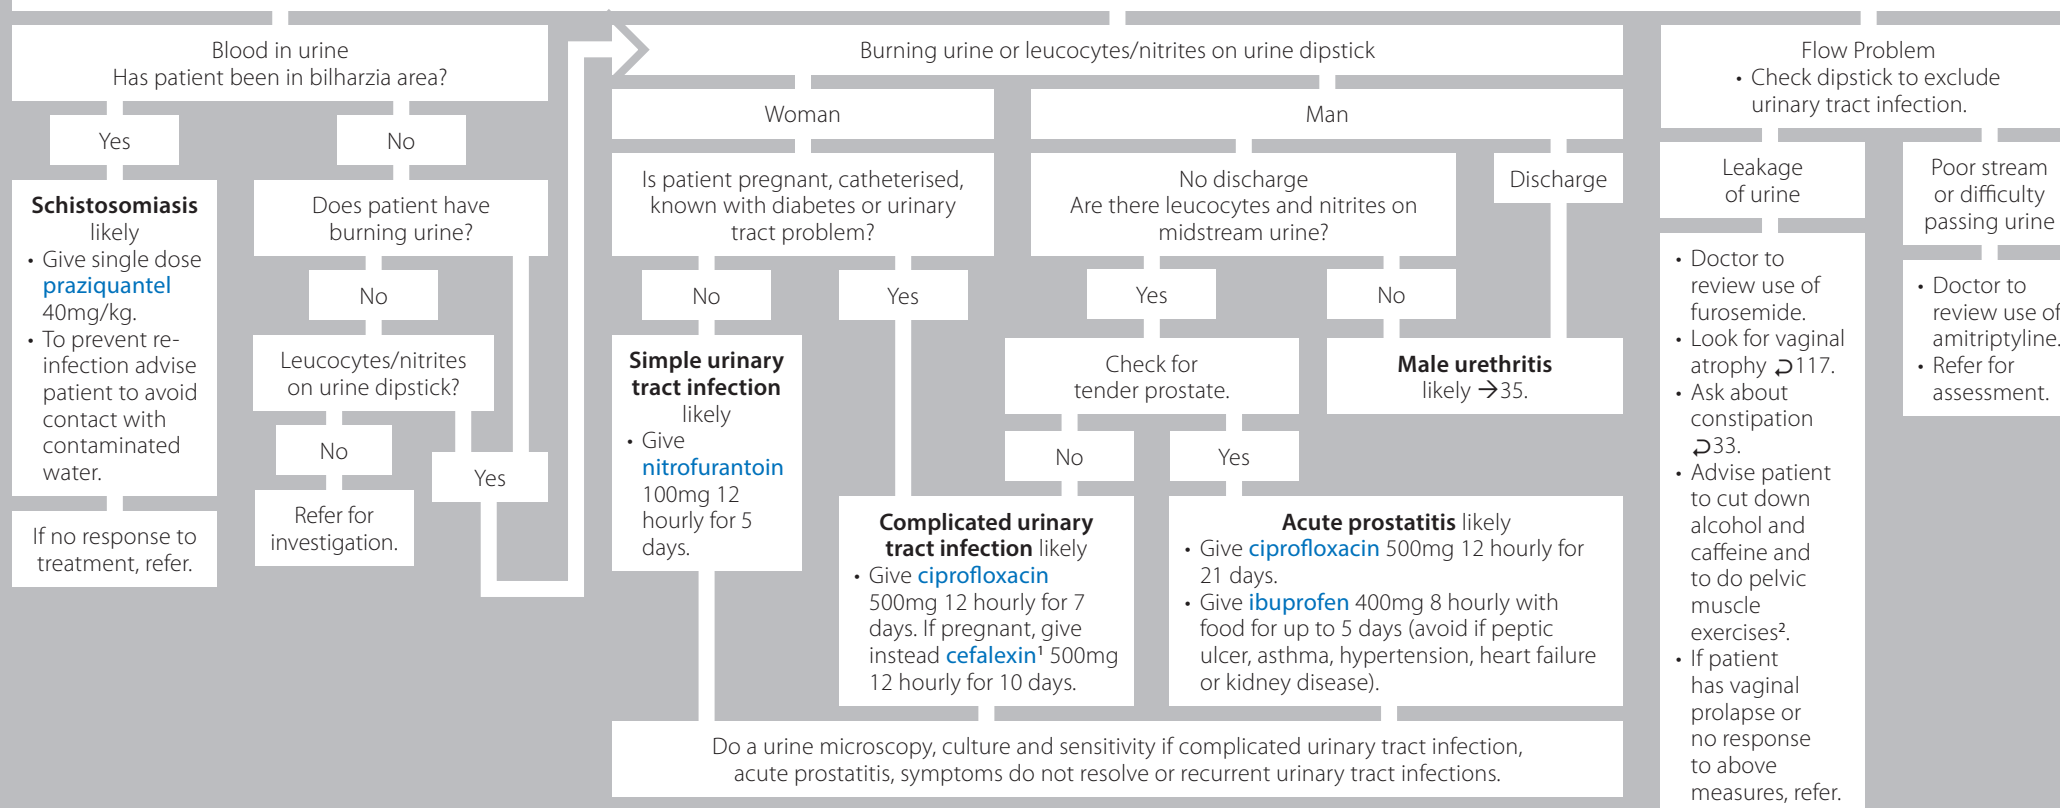 Blood in urine
Has patient been in bilharzia area?
Yes
No
Schistosomiasis
likely
• Give single dose
praziquantel
40mg/kg.
• To prevent re-
infection advise
patient to avoid
contact with
contaminated
water.
If no response to
treatment, refer.
Does patient have
burning urine?
No
Leucocytes/nitrites
on urine dipstick?
No
Yes
Refer for
investigation.
Burning urine or leucocytes/nitrites on urine dipstick
Woman
Is patient pregnant, catheterised,
known with diabetes or urinary
tract problem?
No
Yes
Simple urinary
tract infection
likely
• Give
nitrofurantoin
100mg 12
hourly for 5
days.
Complicated urinary
tract infection likely
• Give ciprofloxacin
500mg 12 hourly for 7
days. If pregnant, give
instead cefalexin¹ 500mg
12 hourly for 10 days.
Man
No discharge
Are there leucocytes and nitrites on
midstream urine?
Discharge
Yes
No
Check for
tender prostate.
Male urethritis
likely →35.
No
Yes
Acute prostatitis likely
• Give ciprofloxacin 500mg 12 hourly for
21 days.
• Give ibuprofen 400mg 8 hourly with
food for up to 5 days (avoid if peptic
ulcer, asthma, hypertension, heart failure
or kidney disease).
Do a urine microscopy, culture and sensitivity if complicated urinary tract infection,
acute prostatitis, symptoms do not resolve or recurrent urinary tract infections.
Flow Problem
• Check dipstick to exclude
urinary tract infection.
Leakage
of urine
• Doctor to
review use of
furosemide.
• Look for vaginal
atrophy ⊋117.
• Ask about
constipation
⊋33.
• Advise patient
to cut down
alcohol and
caffeine and
to do pelvic
muscle
exercises².
• If patient
has vaginal
prolapse or
no response
to above
measures, refer.
Poor stream
or difficulty
passing urine
• Doctor to
review use of
amitriptyline.
• Refer for
assessment.